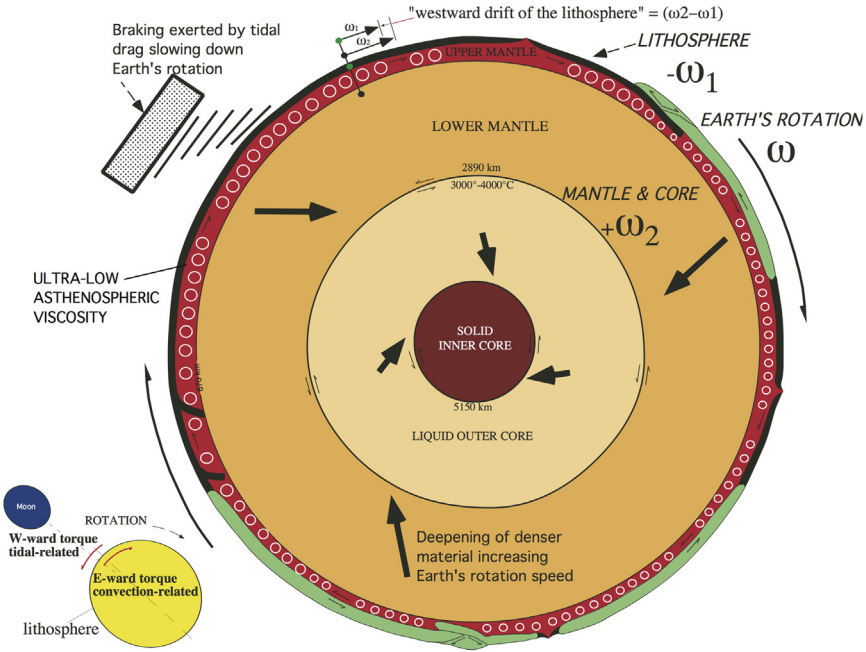 "westward drift of the lithosphere" = (ω2−ω1)
Braking exerted by tidal
drag slowing down
Earth's rotation
ω1
ω2
UPPER MANTLE
LITHOSPHERE
-ω1
EARTH'S ROTATION
ω
LOWER MANTLE
2890 km
3000°-4000°C
MANTLE & CORE
+ω2
ULTRA-LOW
ASTHENOSPHERIC
VISCOSITY
SOLID
INNER CORE
670 km
5150 km
LIQUID OUTER CORE
Moon
ROTATION
W-ward torque
tidal-related
E-ward torque
convection-related
lithosphere
Deepening of denser
material increasing
Earth's rotation speed